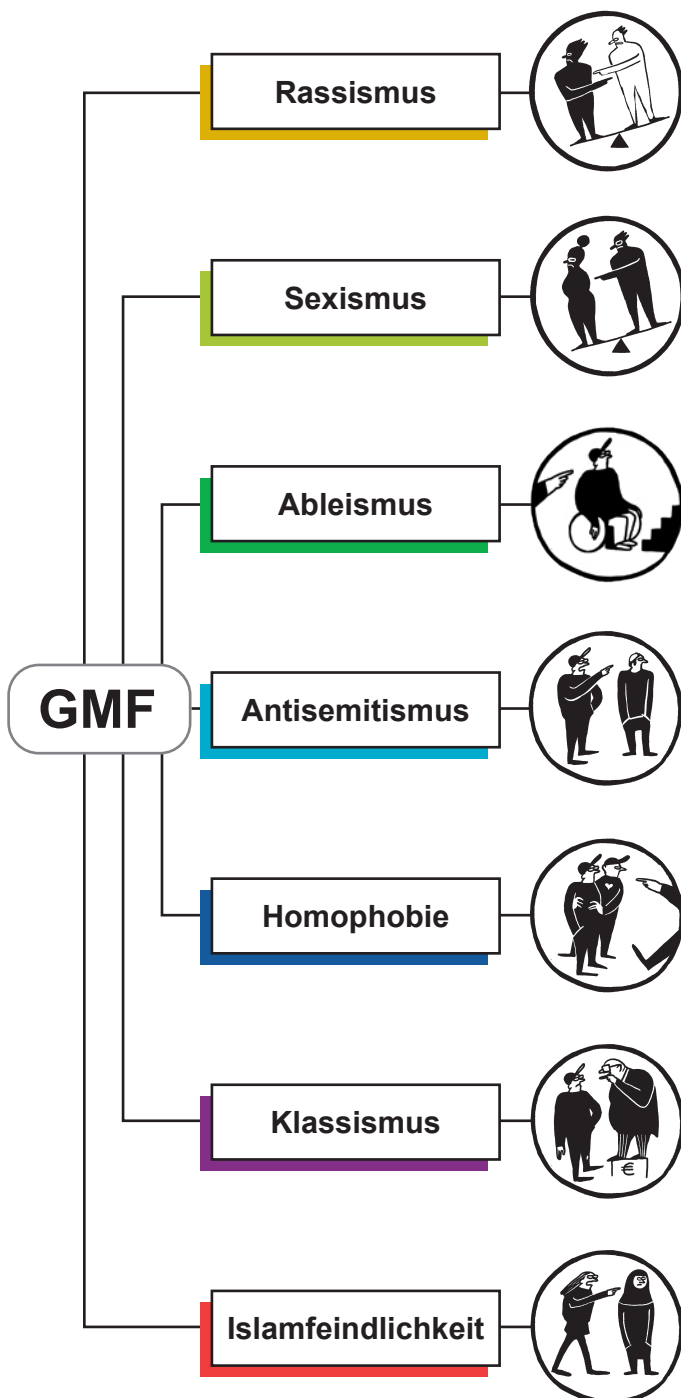 Rassismus
Sexismus
Ableismus
GMF
Antisemitismus
Homophobie
Klassismus
€
Islamfeindlichkeit